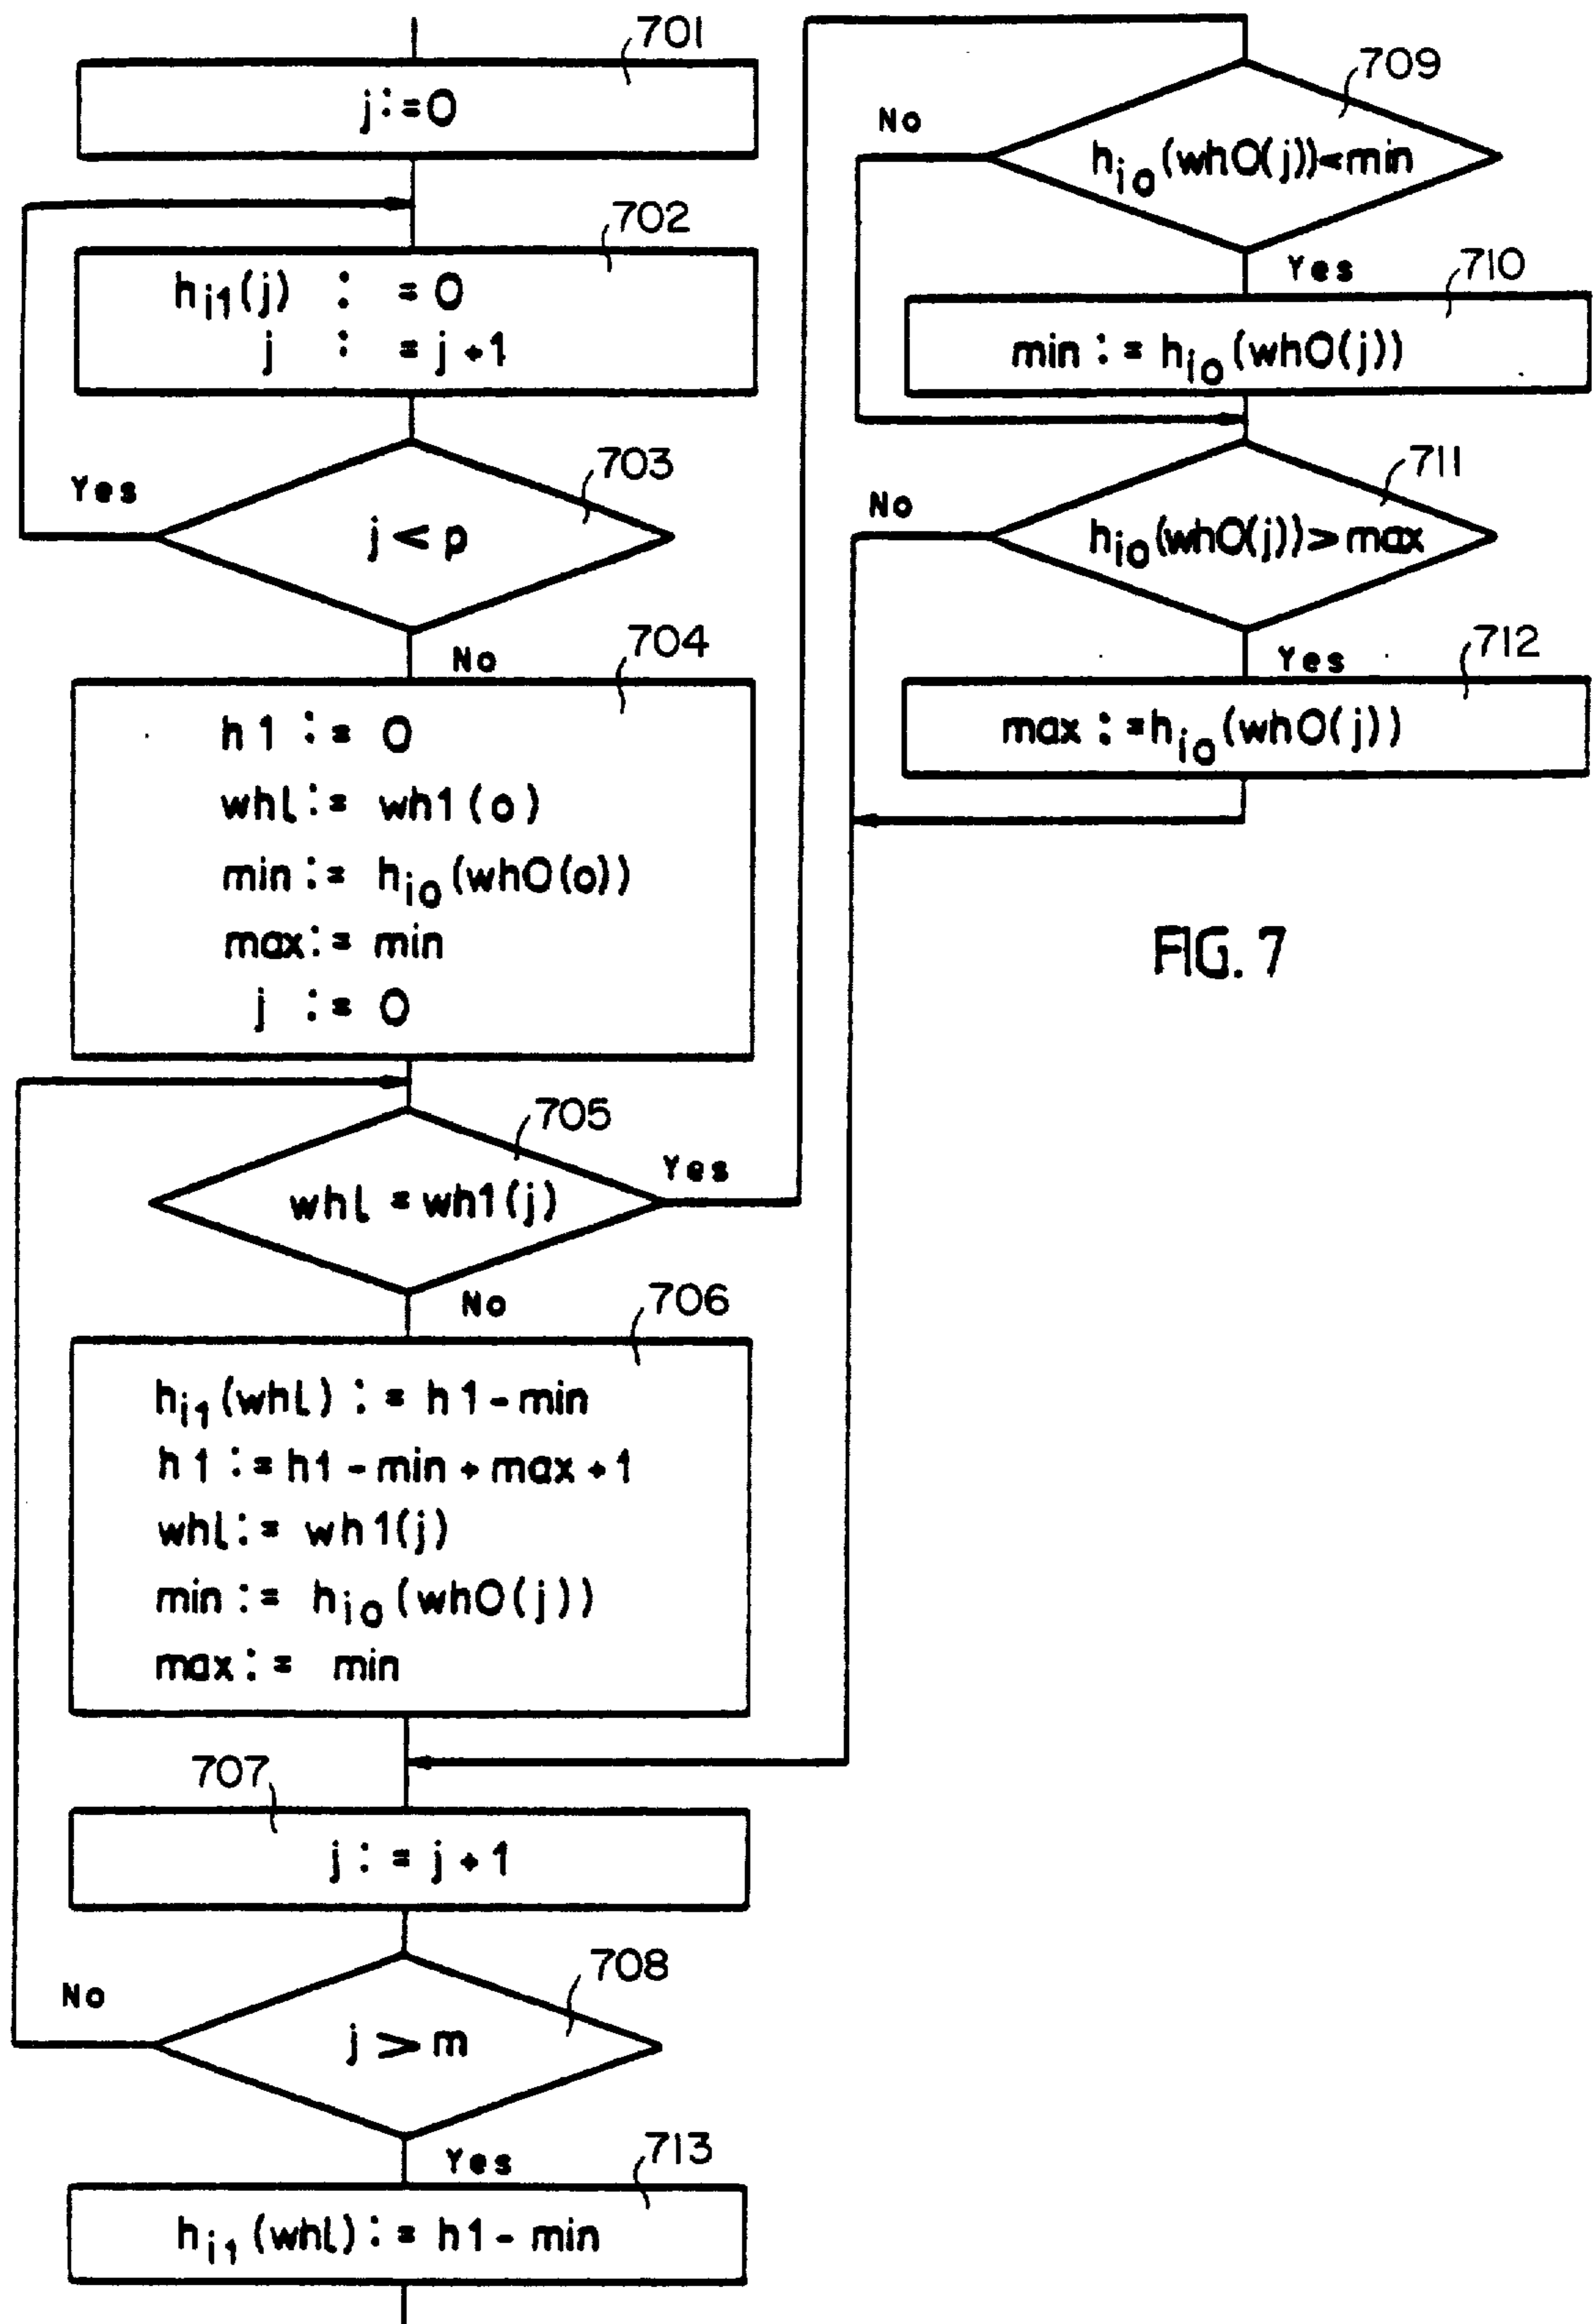 701
j:=0
702
hi1(j) : = 0
j : = j+1
703
Yes
j < p
No
704
h1 := 0
whl:= wh1(o)
min:= hio(wh0(o))
max:= min
j := 0
705
Yes
whl = wh1(j)
No
706
hi1(whl) := h1-min
h1 := h1-min+max+1
whl:= wh1(j)
min := hio(wh0(j))
max:= min
707
j:=j+1
708
No
j > m
Yes
713
hi1(whl):= h1- min
709
No
hio(wh0(j))<min
Yes
710
min := hio(wh0(j))
711
No
hio(wh0(j))>max
Yes
712
max :=hio(wh0(j))
FIG. 7